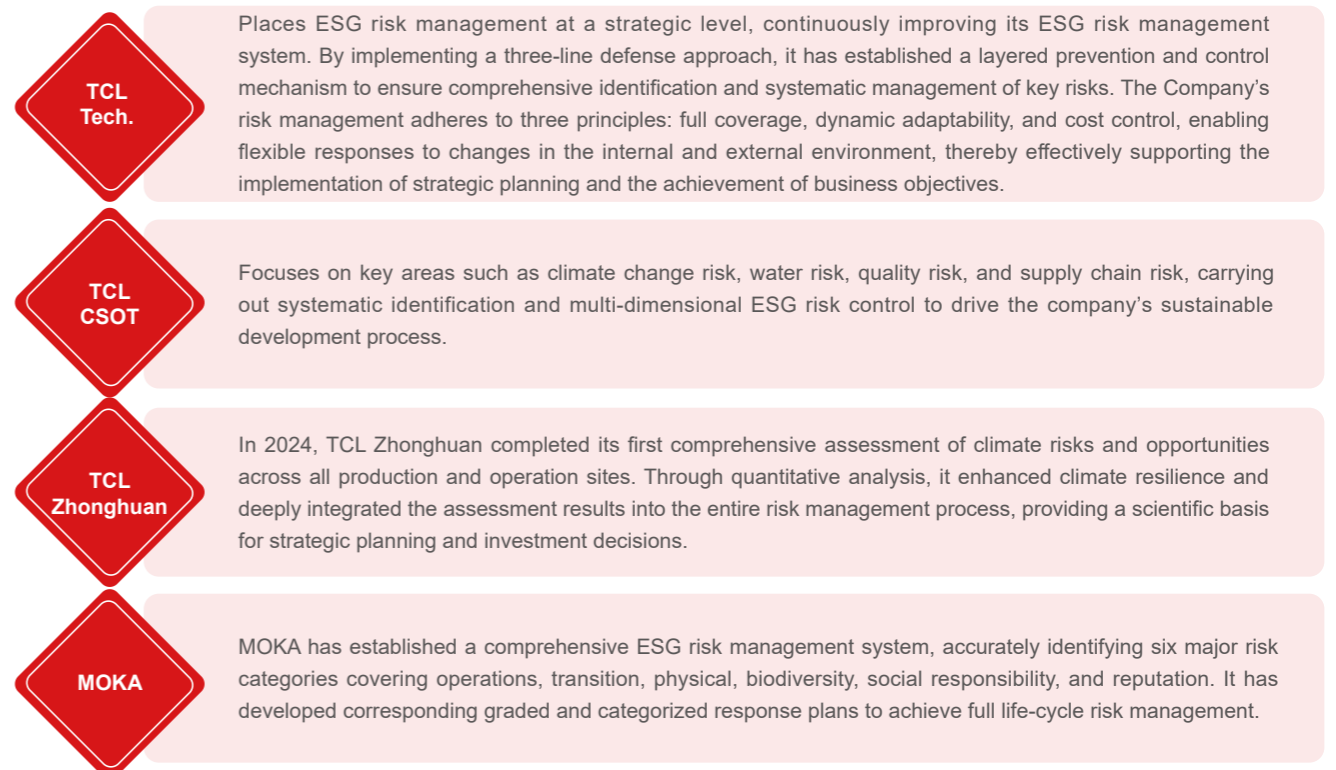 TCL
Tech.
Places ESG risk management at a strategic level, continuously improving its ESG risk management
system. By implementing a three-line defense approach, it has established a layered prevention and control
mechanism to ensure comprehensive identification and systematic management of key risks. The Company’s
risk management adheres to three principles: full coverage, dynamic adaptability, and cost control, enabling
flexible responses to changes in the internal and external environment, thereby effectively supporting the
implementation of strategic planning and the achievement of business objectives.
TCL
CSOT
Focuses on key areas such as climate change risk, water risk, quality risk, and supply chain risk, carrying
out systematic identification and multi-dimensional ESG risk control to drive the company’s sustainable
development process.
TCL
Zhonghuan
In 2024, TCL Zhonghuan completed its first comprehensive assessment of climate risks and opportunities
across all production and operation sites. Through quantitative analysis, it enhanced climate resilience and
deeply integrated the assessment results into the entire risk management process, providing a scientific basis
for strategic planning and investment decisions.
MOKA
MOKA has established a comprehensive ESG risk management system, accurately identifying six major risk
categories covering operations, transition, physical, biodiversity, social responsibility, and reputation. It has
developed corresponding graded and categorized response plans to achieve full life-cycle risk management.